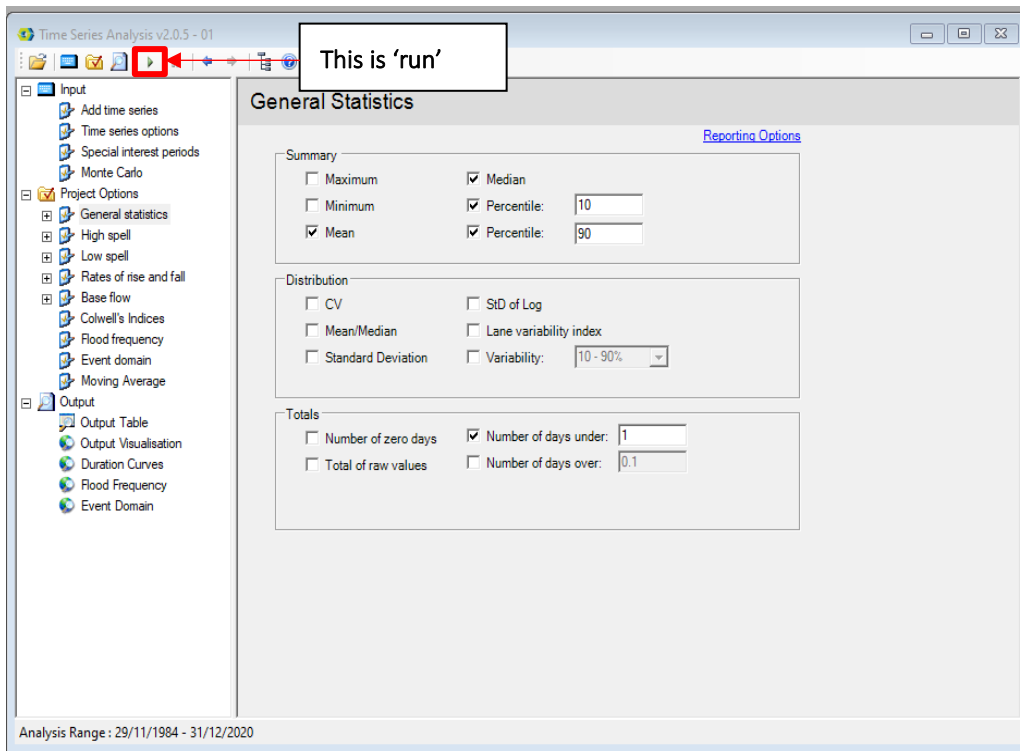 Time Series Analysis v2.0.5 - 01
This is ‘run’
Input
Add time series
Time series options
Special interest periods
Monte Carlo
Project Options
General statistics
High spell
Low spell
Rates of rise and fall
Base flow
Colwell's Indices
Flood frequency
Event domain
Moving Average
Output
Output Table
Output Visualisation
Duration Curves
Flood Frequency
Event Domain
General Statistics
Reporting Options
Summary
Maximum
Median
Minimum
Percentile: 10
Mean
Percentile: 90
Distribution
CV
StD of Log
Mean/Median
Lane variability index
Standard Deviation
Variability: 10 - 90%
Totals
Number of zero days
Number of days under: 1
Total of raw values
Number of days over: 0.1
Analysis Range : 29/11/1984 - 31/12/2020